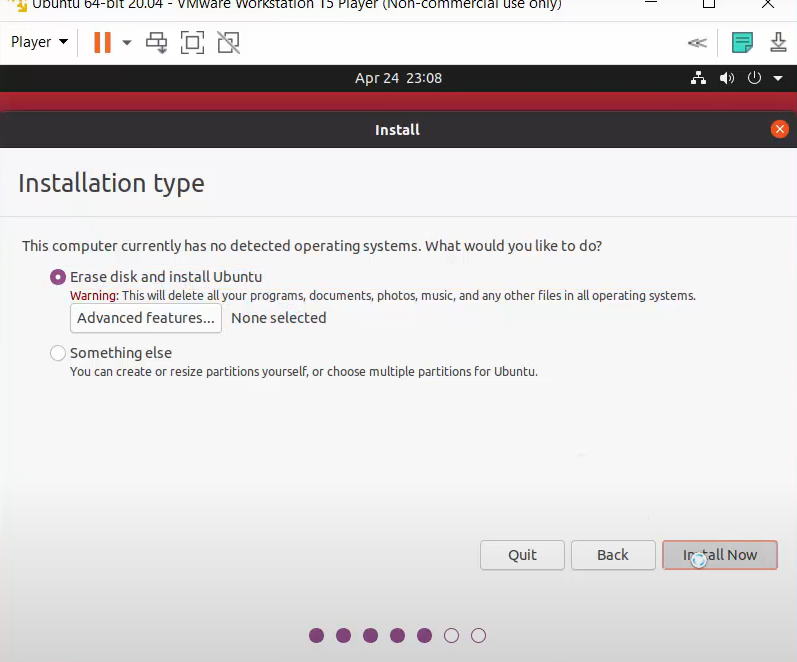 Ubuntu 64-bit 20.04 - VMware Workstation 15 Player (Non-commercial use only)
Player
Apr 24 23:08
Install
Installation type
This computer currently has no detected operating systems. What would you like to do?
Erase disk and install Ubuntu
Warning: This will delete all your programs, documents, photos, music, and any other files in all operating systems.
Advanced features... None selected
Something else
You can create or resize partitions yourself, or choose multiple partitions for Ubuntu.
Quit Back Install Now